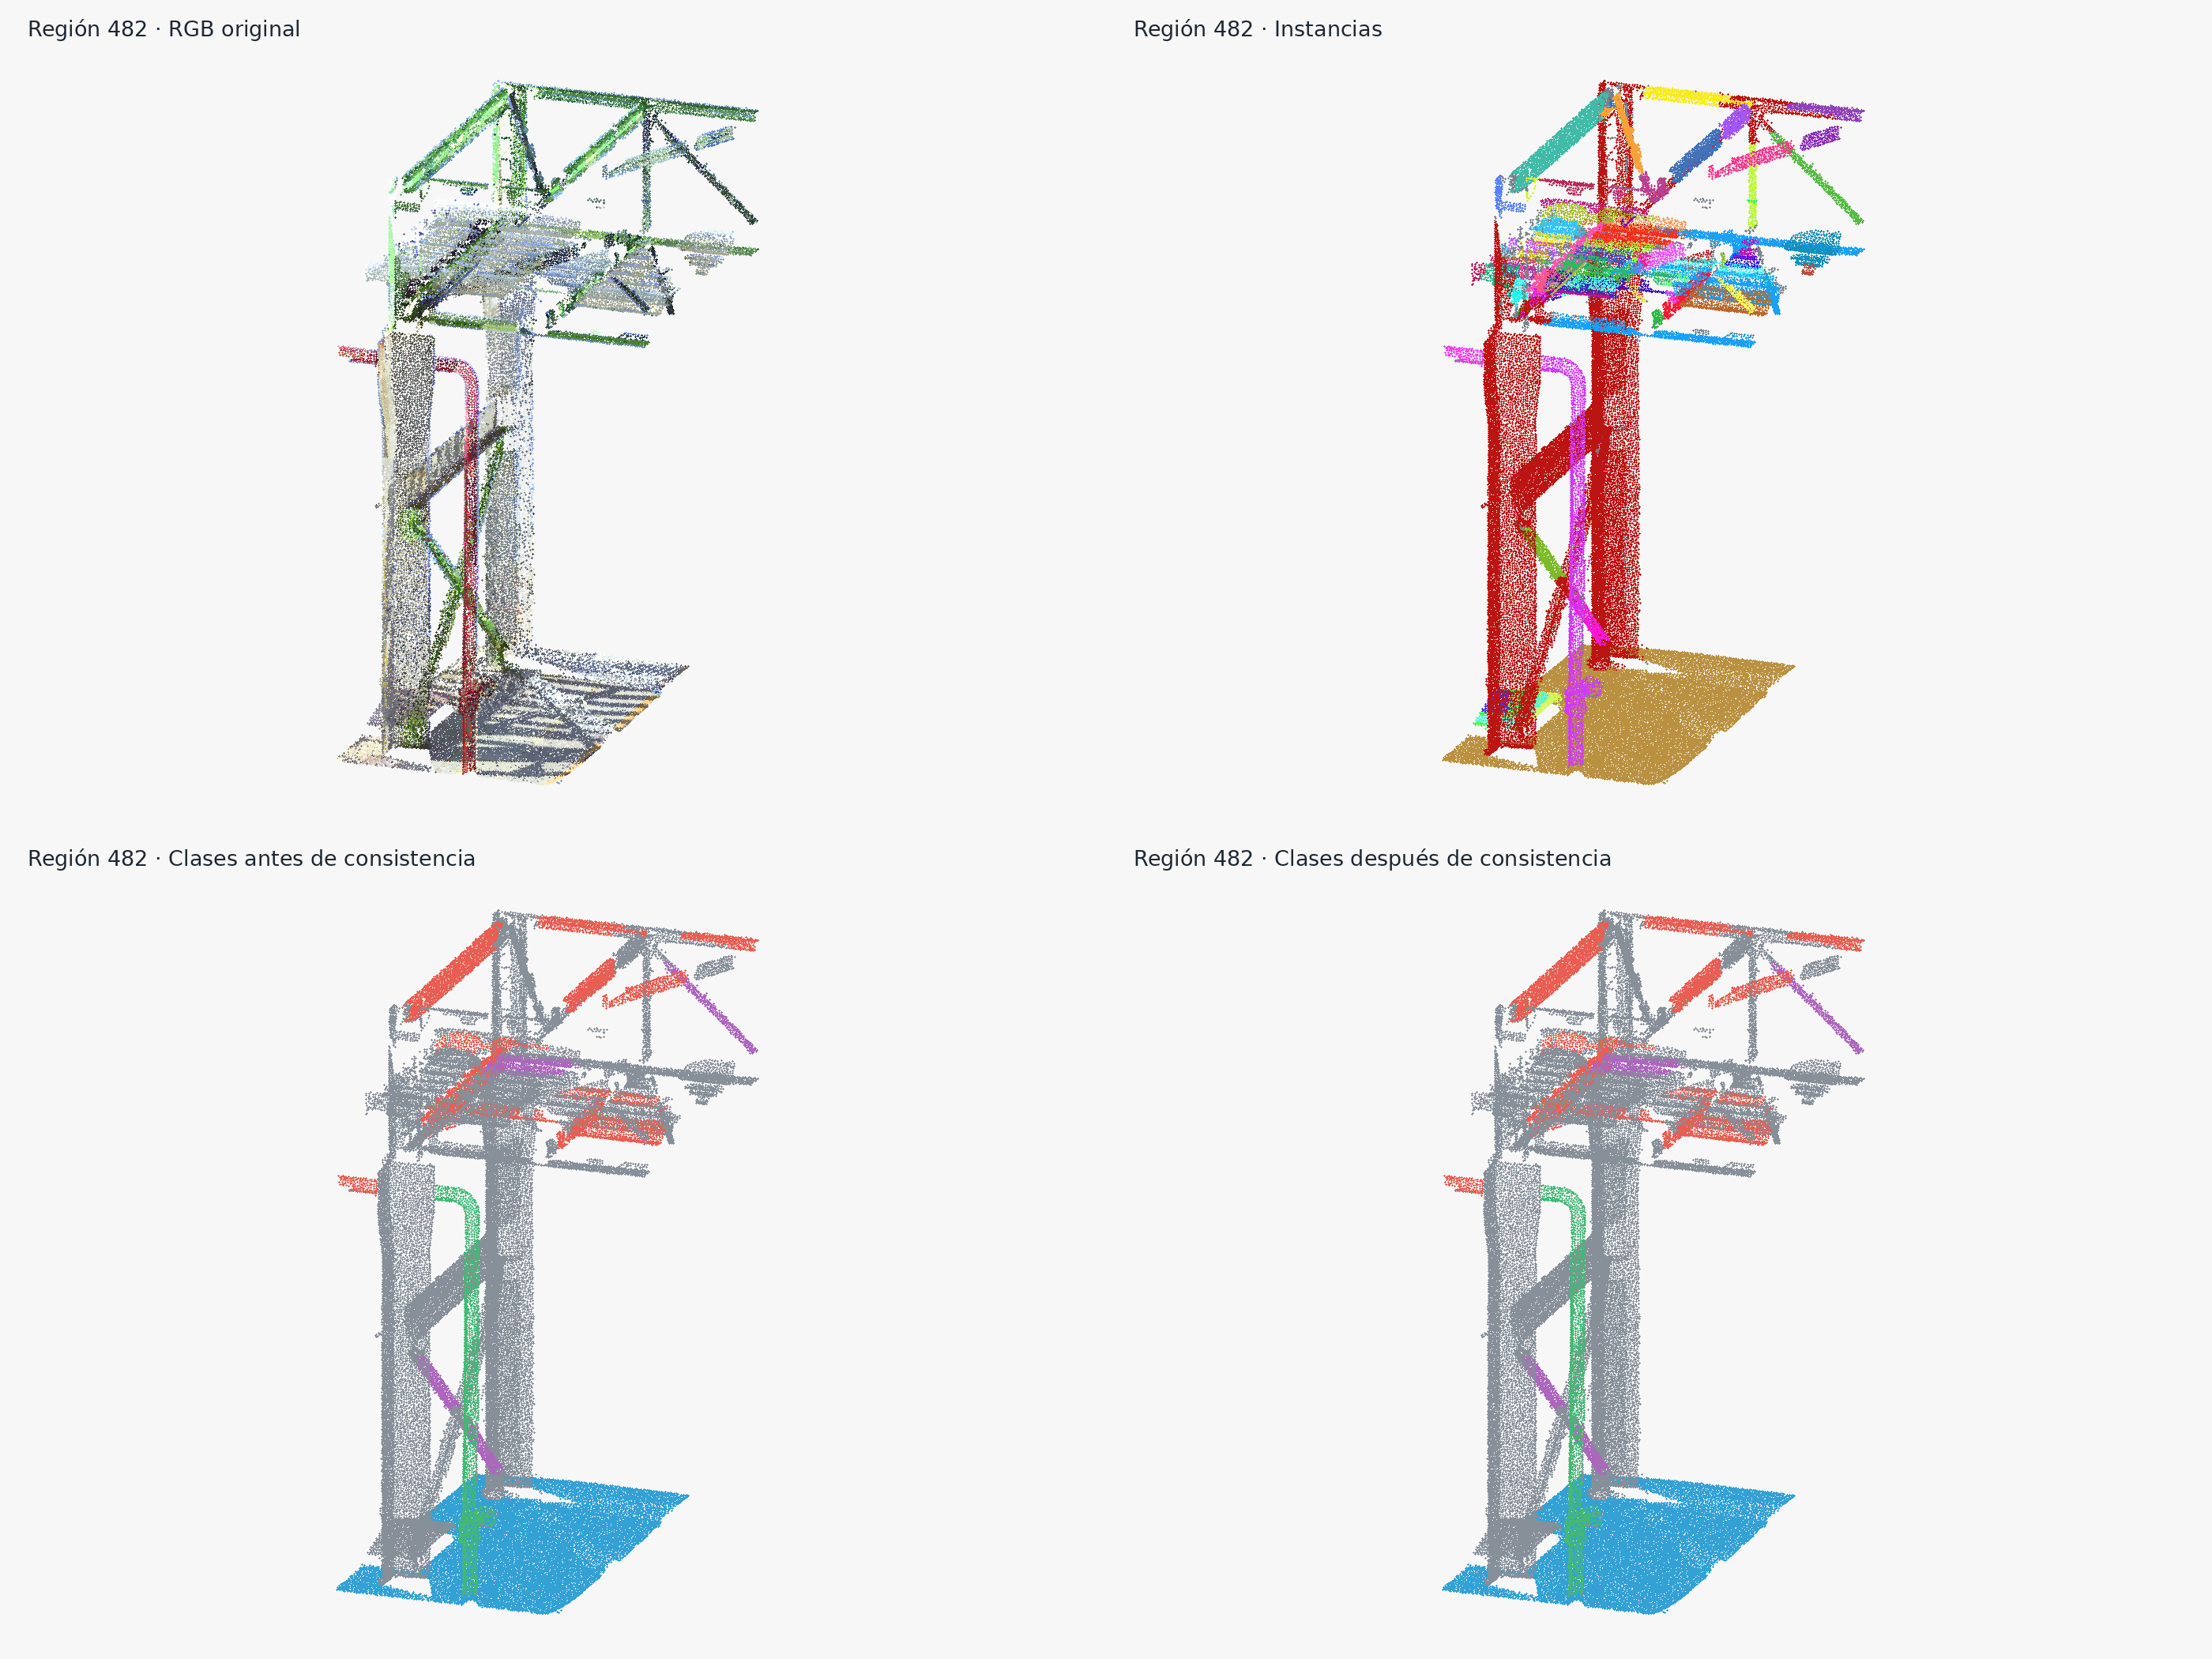 Región 482 · RGB original
Región 482 · Instancias
Región 482 · Clases antes de consistencia
Región 482 · Clases después de consistencia